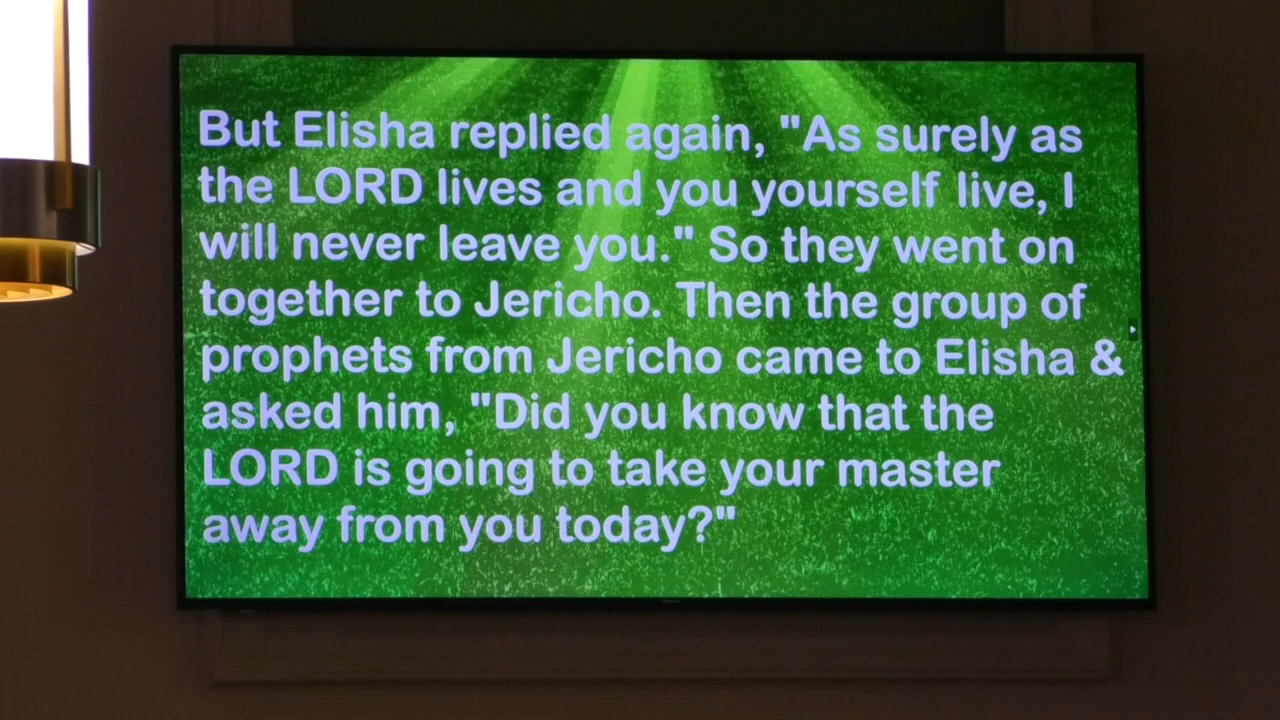 But Elisha replied again, "As surely as
the LORD lives and you yourself live, I
will never leave you." So they went on
together to Jericho. Then the group of
prophets from Jericho came to Elisha &
asked him, "Did you know that the
LORD is going to take your master
away from you today?"